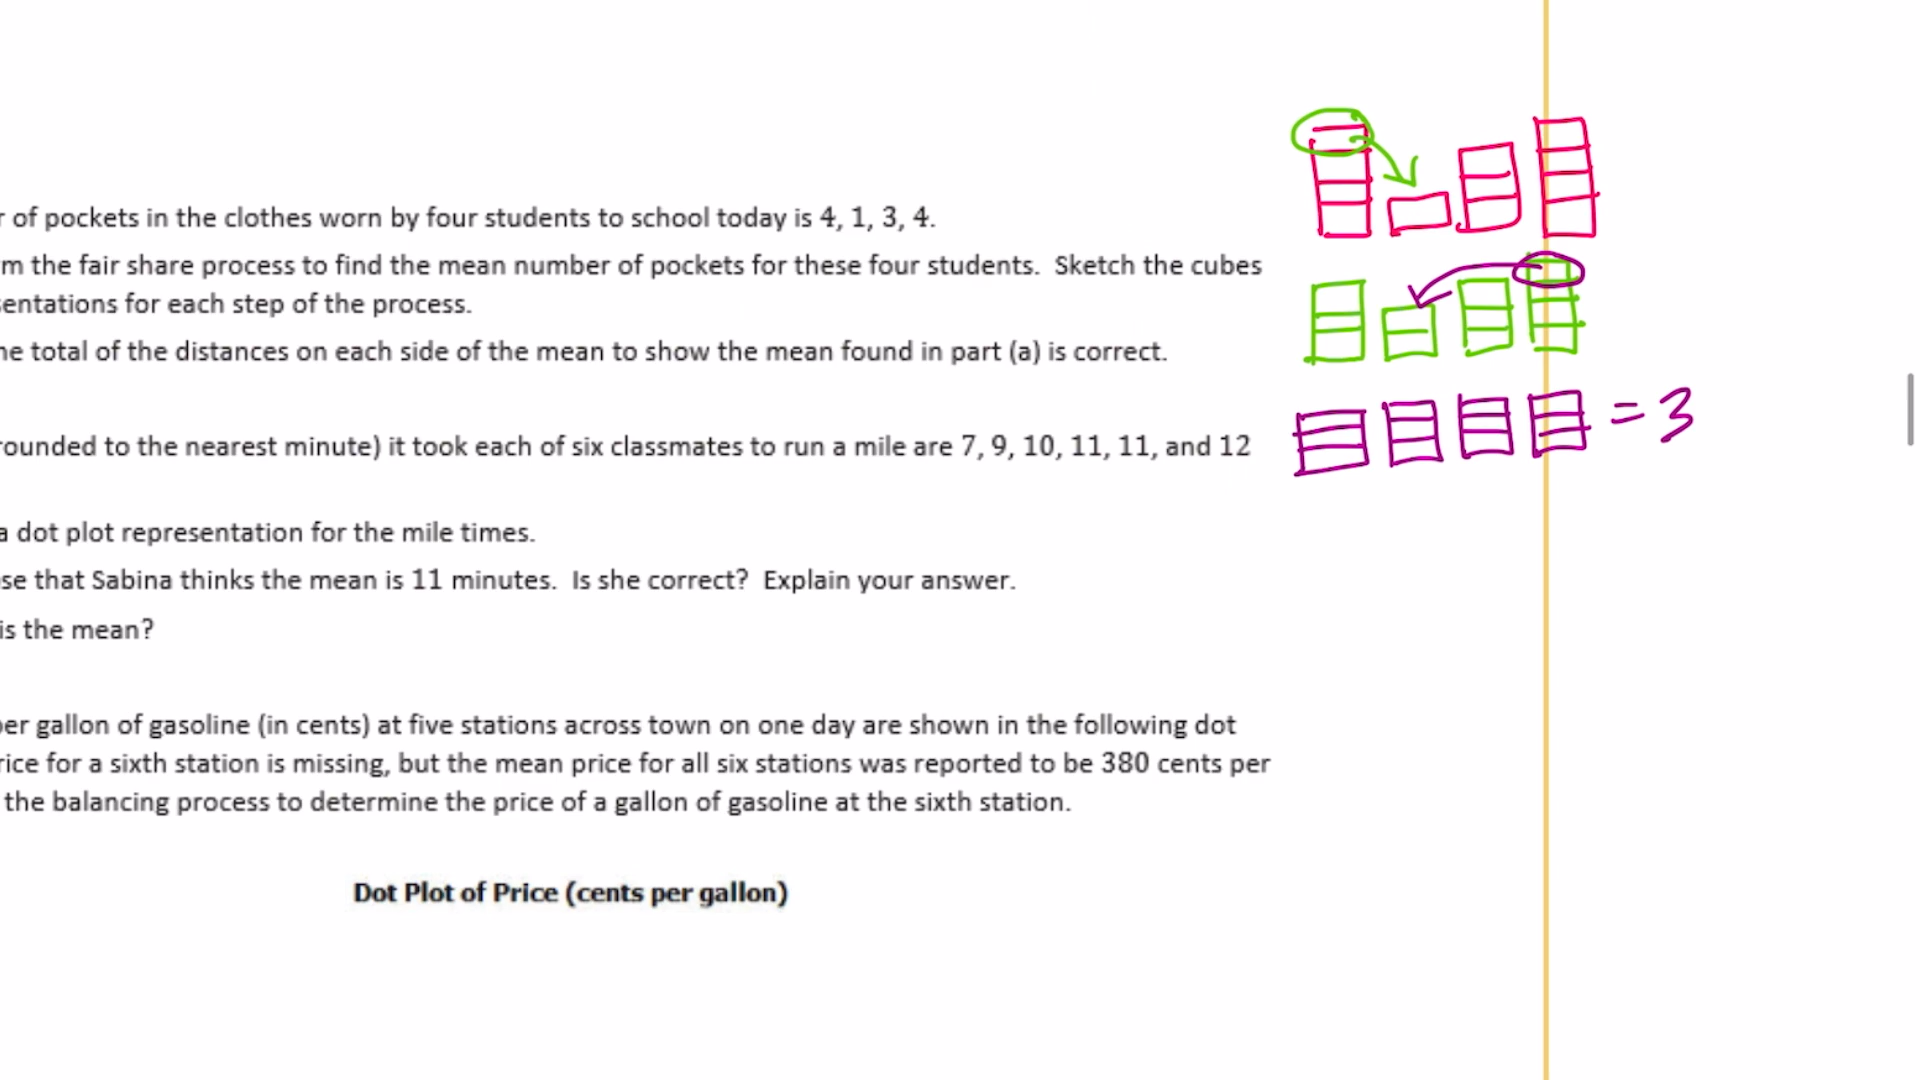 r of pockets in the clothes worn by four students to school today is 4, 1, 3, 4.
m the fair share process to find the mean number of pockets for these four students. Sketch the cubes
sentations for each step of the process.
he total of the distances on each side of the mean to show the mean found in part (a) is correct.
= 3
rounded to the nearest minute) it took each of six classmates to run a mile are 7, 9, 10, 11, 11, and 12
a dot plot representation for the mile times.
se that Sabina thinks the mean is 11 minutes. Is she correct? Explain your answer.
is the mean?
per gallon of gasoline (in cents) at five stations across town on one day are shown in the following dot
rice for a sixth station is missing, but the mean price for all six stations was reported to be 380 cents per
the balancing process to determine the price of a gallon of gasoline at the sixth station.
Dot Plot of Price (cents per gallon)